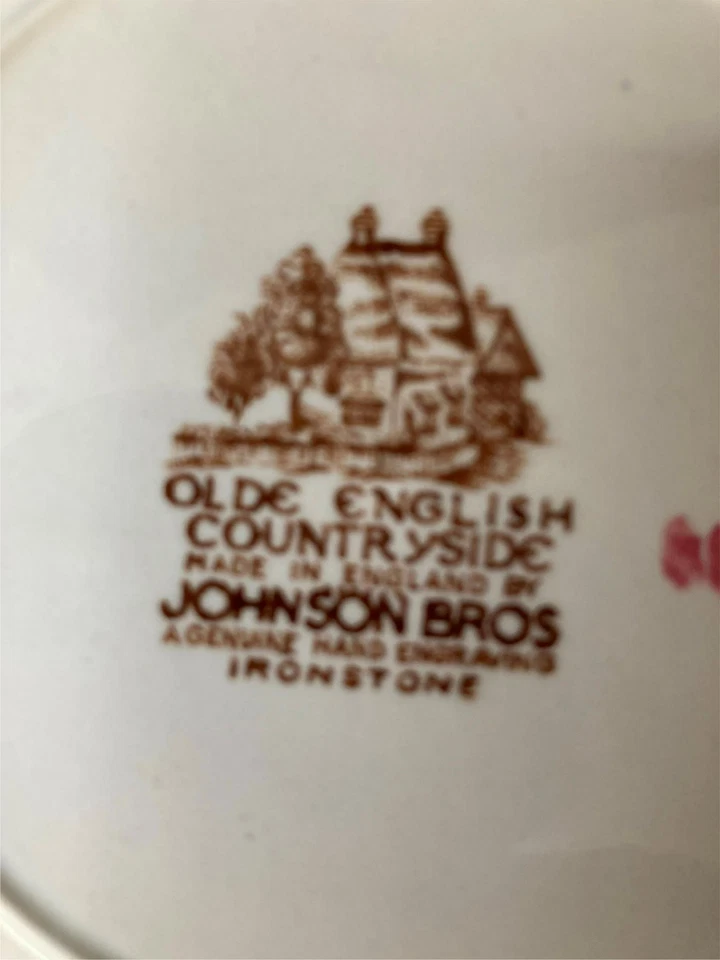 OLDE ENGLISH
COUNTRYSIDE
MADE IN ENGLAND BY
JOHNSON BROS
A GENUINE HAND ENGRAVING
IRONSTONE